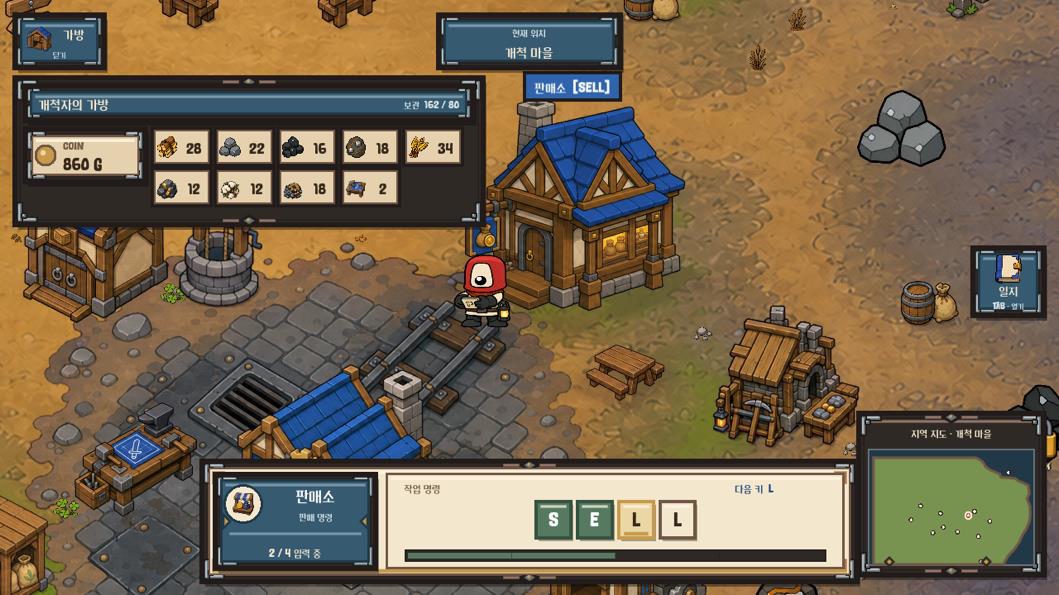 가방
닫기
현재 위치
개척 마을
판매소 [SELL]
개척자의 가방
보관 162 / 80
COIN
860 G
28
22
16
18
34
12
12
18
2
일지
TAB · 열기
지역 지도 · 개척 마을
판매소
판매 명령
2 / 4 입력 중
작업 명령
다음 키 L
S E L L